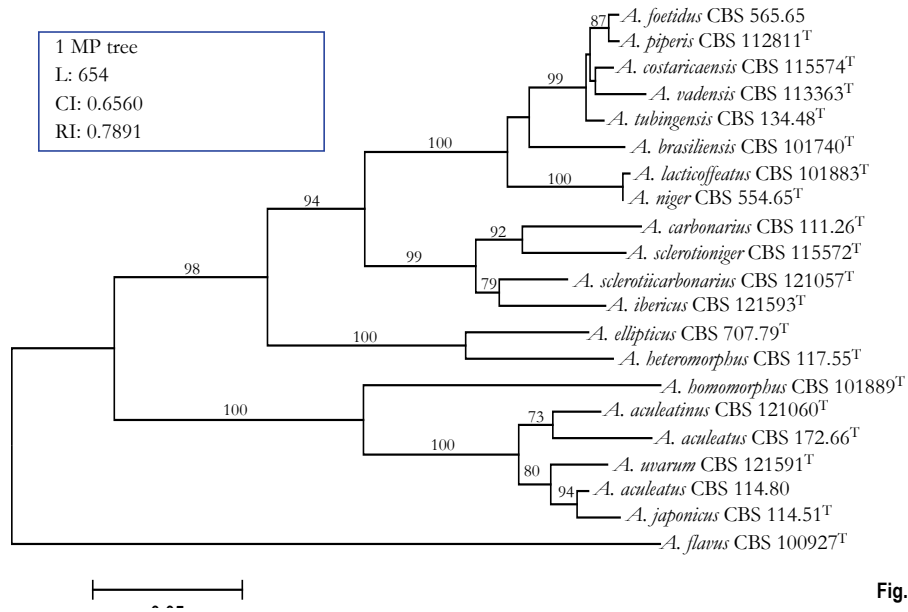 1 MP tree
L: 654
CI: 0.6560
RI: 0.7891
87
A. foetidus CBS 565.65
A. piperis CBS 112811T
A. costaricaensis CBS 115574T
99
A. vadensis CBS 113363T
A. tubingensis CBS 134.48T
100
A. brasiliensis CBS 101740T
A. lacticoffeatus CBS 101883T
100
A. niger CBS 554.65T
94
A. carbonarius CBS 111.26T
92
A. sclerotioniger CBS 115572T
99
A. sclerotiicarbonarius CBS 121057T
98
79
A. ibericus CBS 121593T
A. ellipticus CBS 707.79T
100
A. heteromorphus CBS 117.55T
A. homomorphus CBS 101889T
100
A. aculeatinus CBS 121060T
73
A. aculeatus CBS 172.66T
100
A. uvarum CBS 121591T
80
A. aculeatus CBS 114.80
94
A. japonicus CBS 114.51T
A. flavus CBS 100927T
Fig.